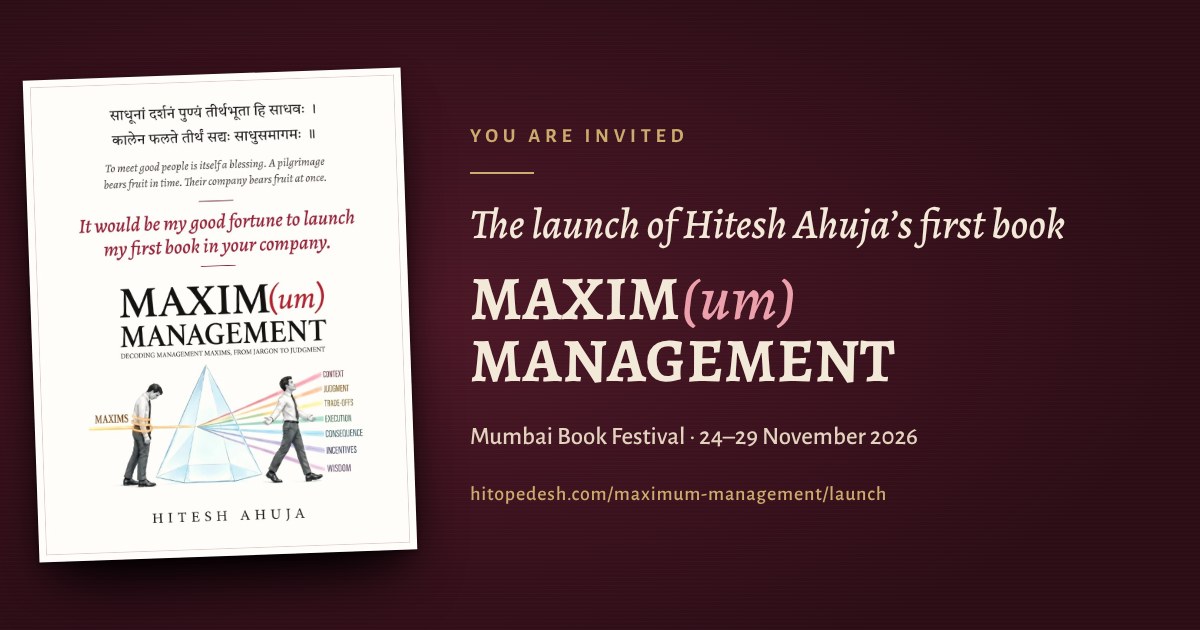 साधूनां दर्शनं पुण्यं तीर्थभूता हि साधवः ।
कालेन फलते तीर्थं सद्यः साधुसमागमः ॥
To meet good people is itself a blessing. A pilgrimage
bears fruit in time. Their company bears fruit at once.
It would be my good fortune to launch
my first book in your company.
MAXIM(um)
MANAGEMENT
DECODING MANAGEMENT MAXIMS, FROM JARGON TO JUDGMENT
MAXIMS
CONTEXT
JUDGMENT
TRADE-OFFS
EXECUTION
CONSEQUENCE
INCENTIVES
WISDOM
HITESH AHUJA
YOU ARE INVITED
The launch of Hitesh Ahuja’s first book
MAXIM(um)
MANAGEMENT
Mumbai Book Festival · 24–29 November 2026
hitopedesh.com/maximum-management/launch